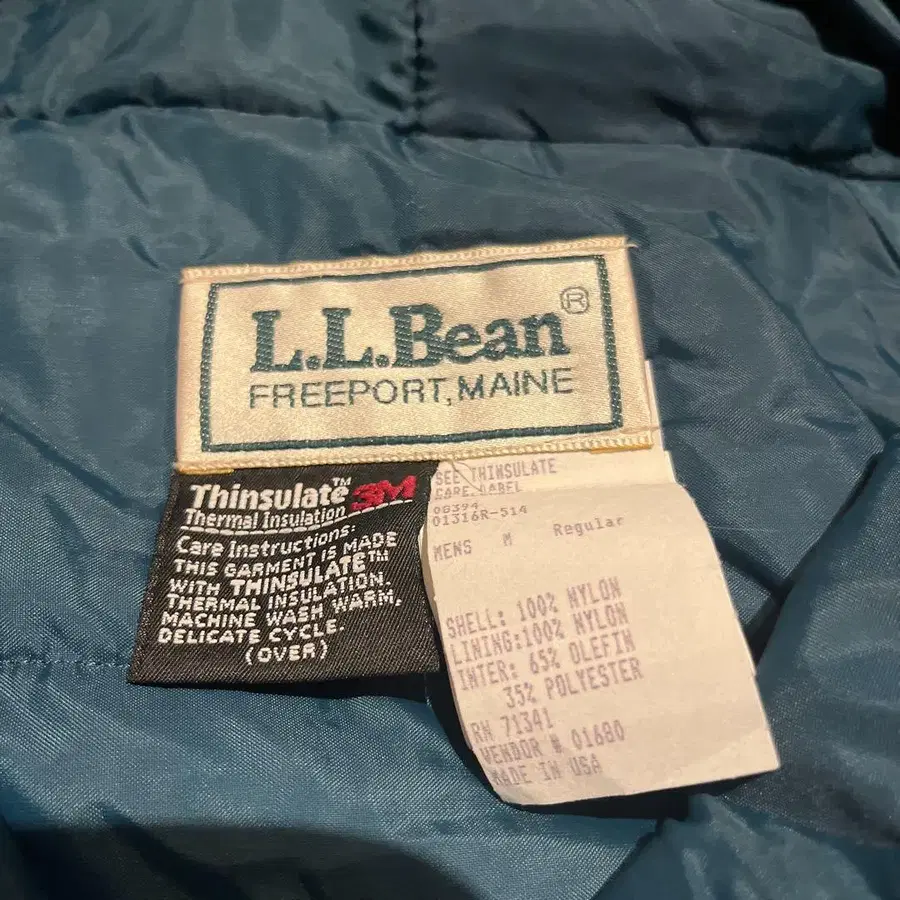 L.L.Bean®
FREEPORT, MAINE
Thinsulate™ 3M
Thermal Insulation
Care Instructions:
THIS GARMENT IS MADE
WITH THINSULATE™
THERMAL INSULATION.
MACHINE WASH WARM,
DELICATE CYCLE.
(OVER)
SEE THINSULATE
CARE LABEL
08394
01316R-514
MENS M Regular
SHELL: 100% NYLON
LINING:100% NYLON
INTER: 65% OLEFIN
35% POLYESTER
RN 71341
VENDOR # 01680
MADE IN USA